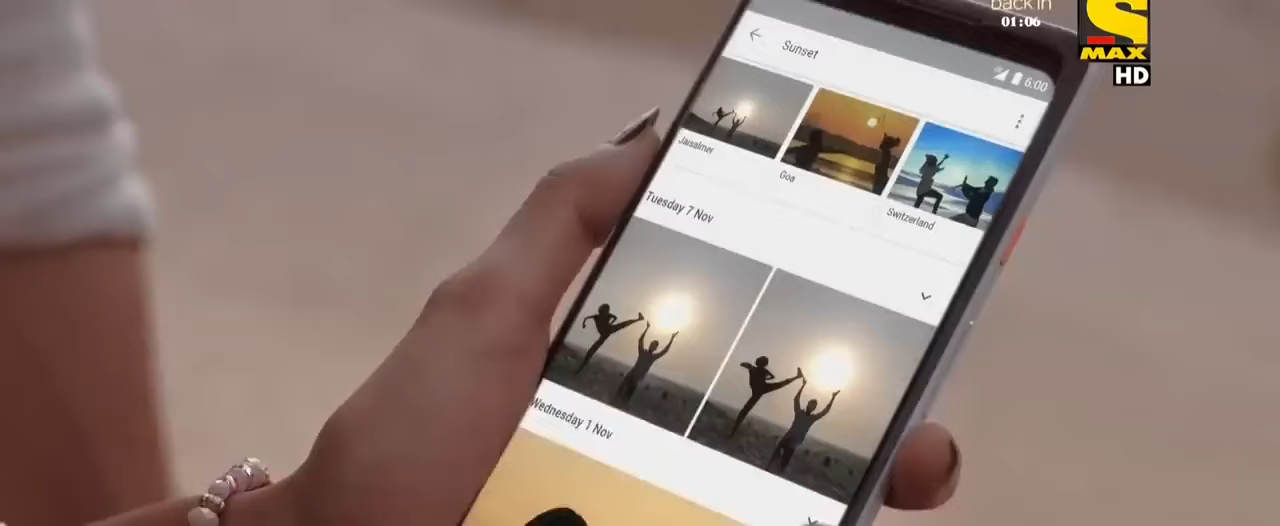 back in
01:06
S
MAX
HD
Sunset
6:00
Jaisalmer
Goa
Switzerland
Tuesday 7 Nov
Wednesday 1 Nov